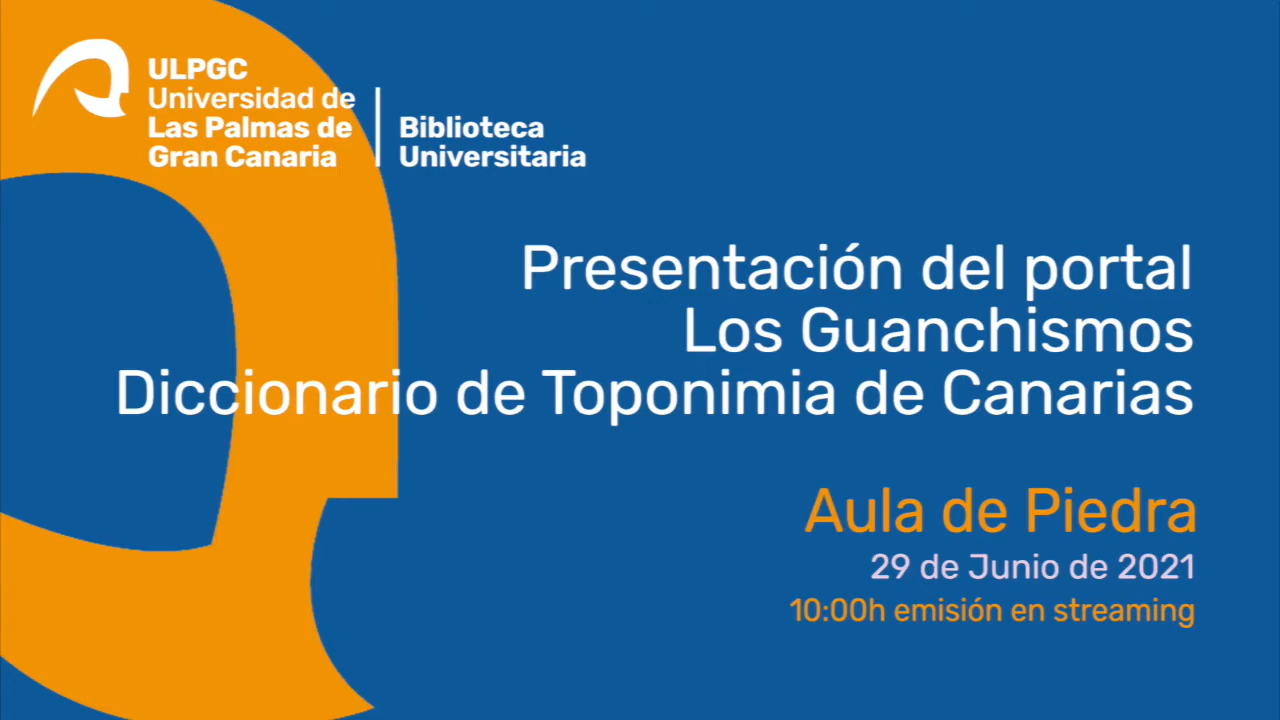 ULPGC
Universidad de
Las Palmas de
Gran Canaria
Biblioteca
Universitaria
Presentación del portal
Los Guanchismos
Diccionario de Toponimia de Canarias
Aula de Piedra
29 de Junio de 2021
10:00h emisión en streaming